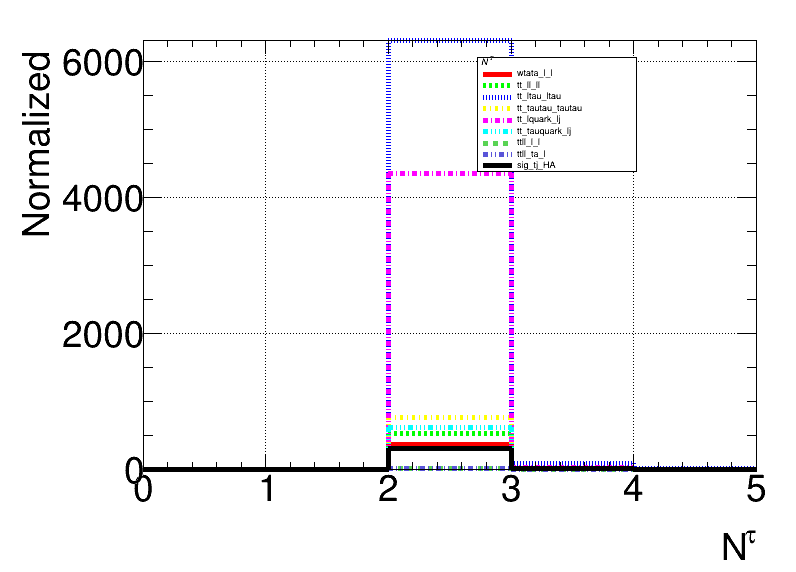 Normalized
6000
4000
2000
0
N^τ
wtata_l_l
tt_ll_ll
tt_ltau_ltau
tt_tautau_tautau
tt_lquark_lj
tt_tauquark_lj
ttll_l_l
ttll_ta_l
sig_tj_HA
0 1 2 3 4 5
N^τ